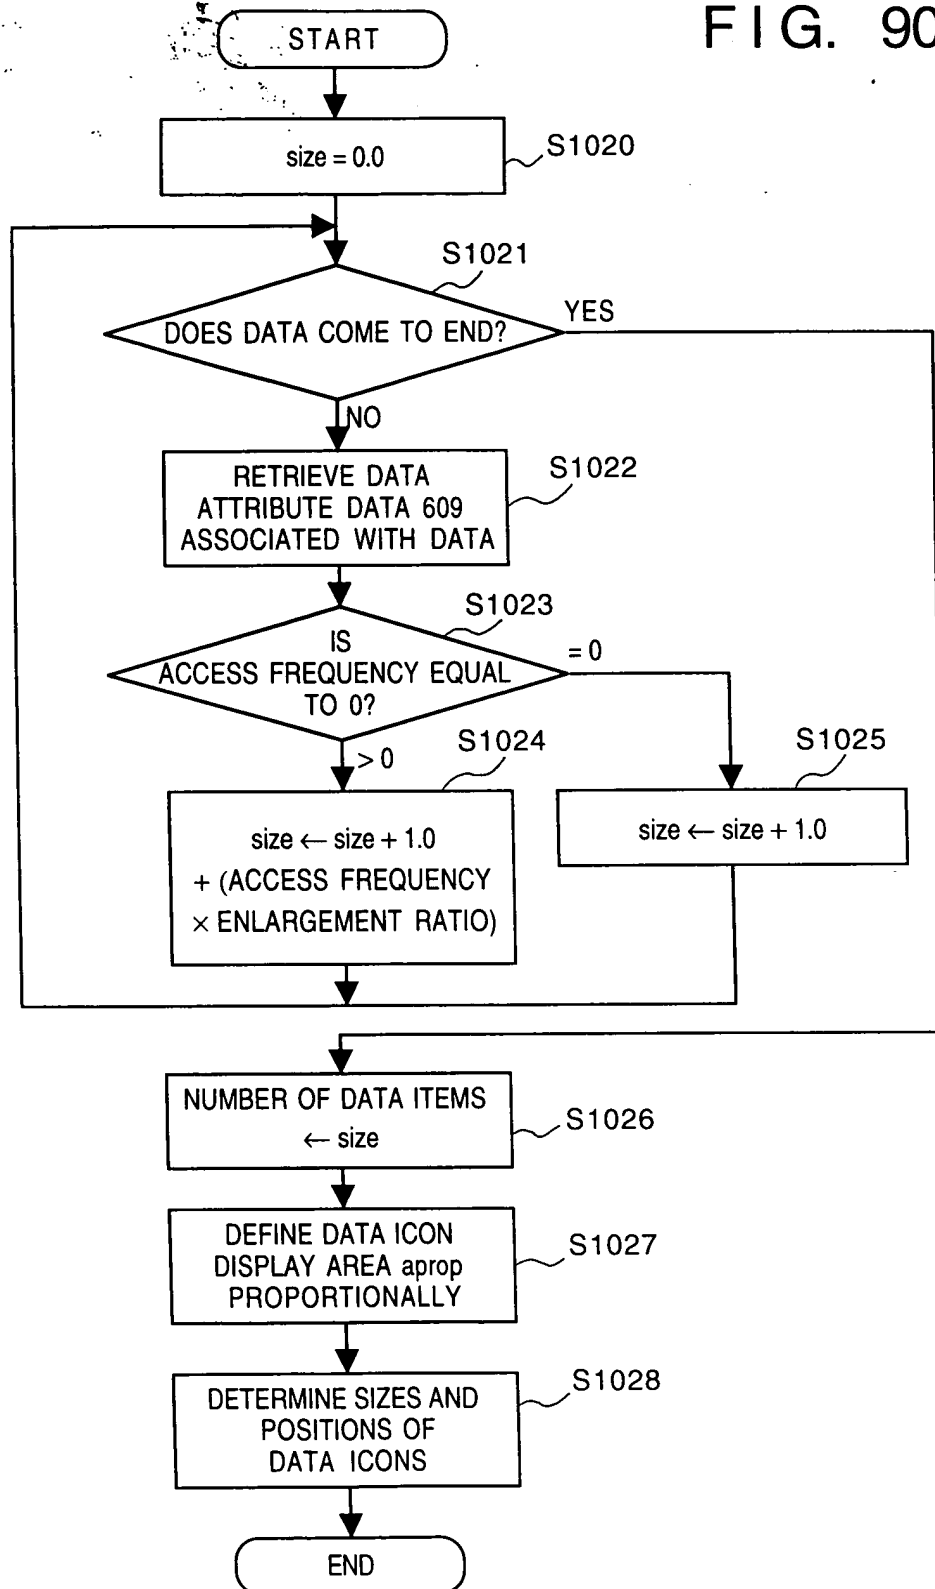 FIG. 90
START
size = 0.0
S1020
S1021
DOES DATA COME TO END?
YES
NO
RETRIEVE DATA
ATTRIBUTE DATA 609
ASSOCIATED WITH DATA
S1022
S1023
IS
ACCESS FREQUENCY EQUAL
TO 0?
= 0
> 0
S1024
size ← size + 1.0
+ (ACCESS FREQUENCY
× ENLARGEMENT RATIO)
S1025
size ← size + 1.0
NUMBER OF DATA ITEMS
← size
S1026
DEFINE DATA ICON
DISPLAY AREA aprop
PROPORTIONALLY
S1027
DETERMINE SIZES AND
POSITIONS OF
DATA ICONS
S1028
END